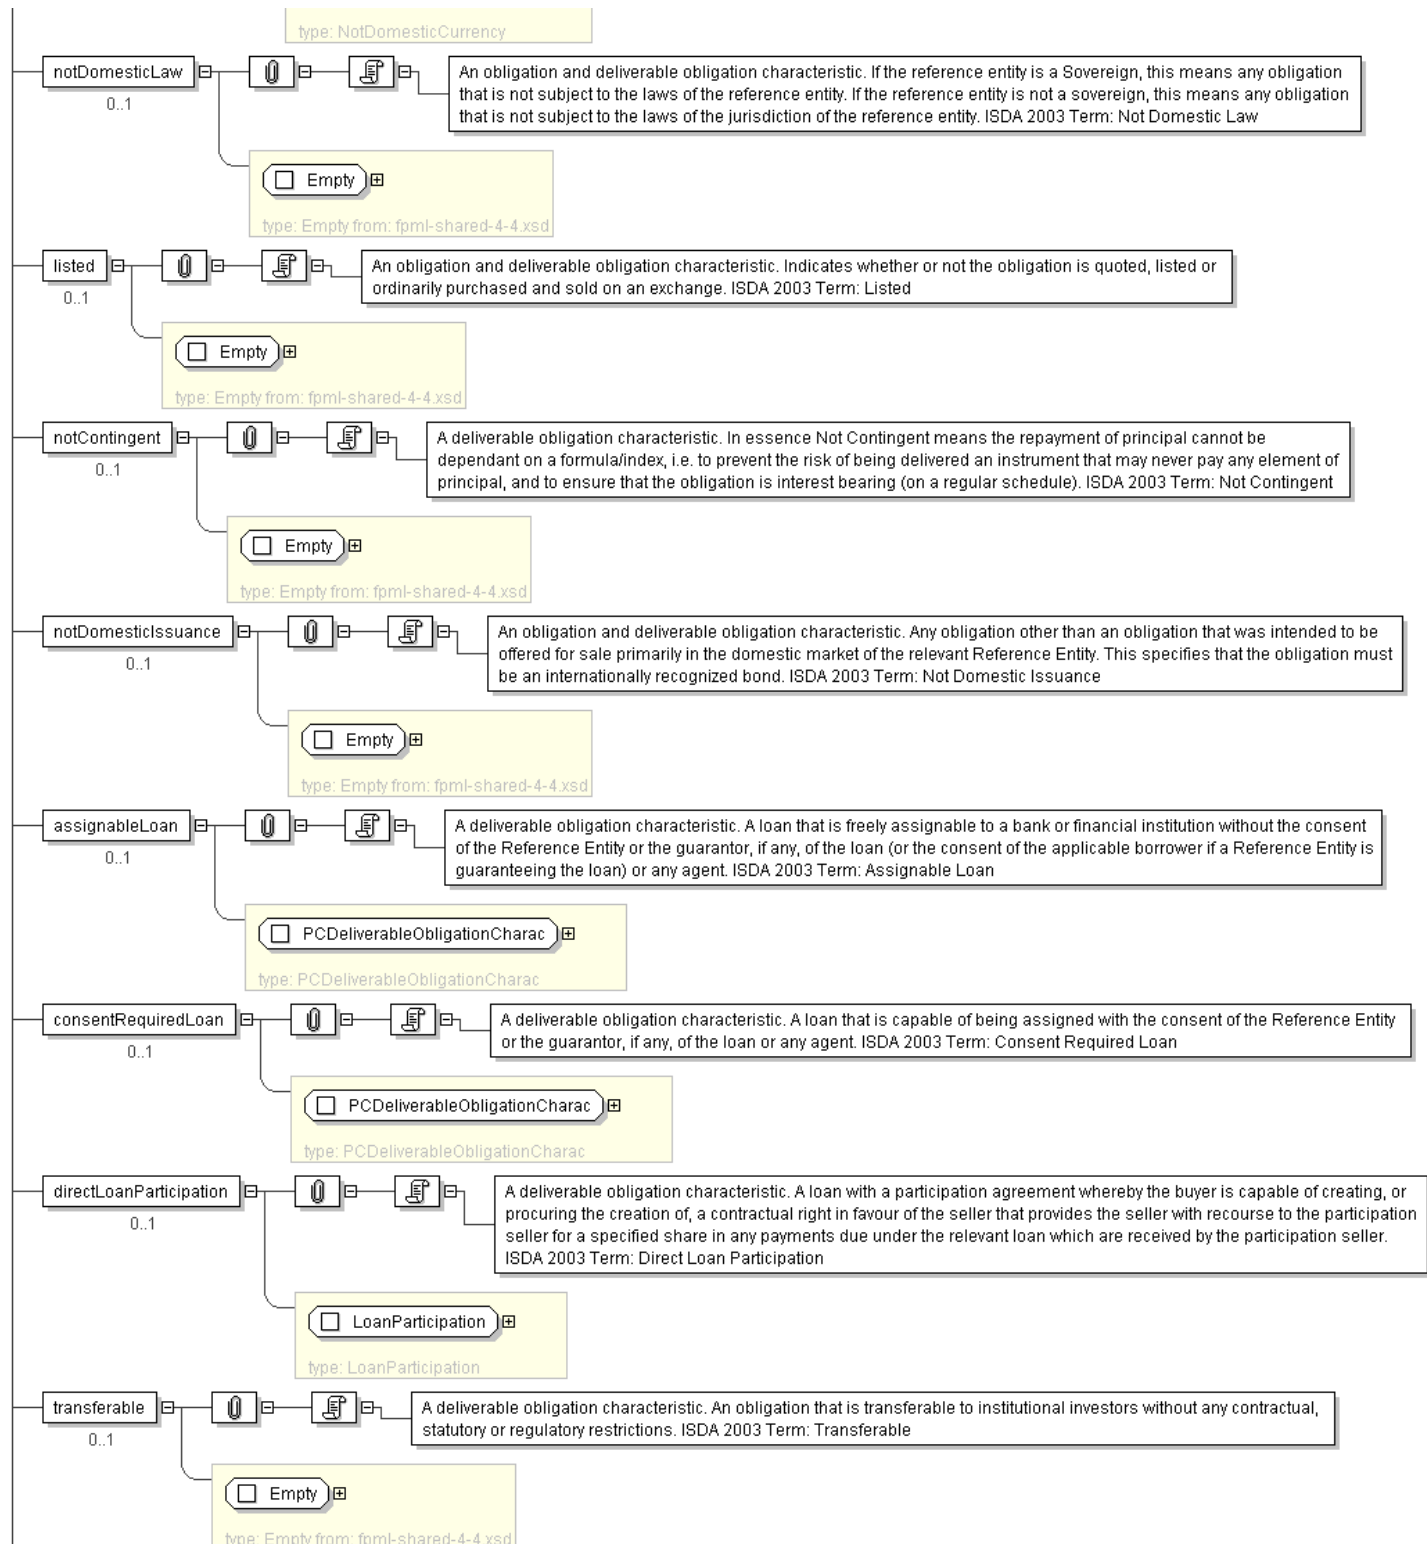 type: NotDomesticCurrency
notDomesticLaw
0..1
An obligation and deliverable obligation characteristic. If the reference entity is a Sovereign, this means any obligation
that is not subject to the laws of the reference entity. If the reference entity is not a sovereign, this means any obligation
that is not subject to the laws of the jurisdiction of the reference entity. ISDA 2003 Term: Not Domestic Law
Empty
type: Empty from: fpml-shared-4-4.xsd
listed
0..1
An obligation and deliverable obligation characteristic. Indicates whether or not the obligation is quoted, listed or
ordinarily purchased and sold on an exchange. ISDA 2003 Term: Listed
Empty
type: Empty from: fpml-shared-4-4.xsd
notContingent
0..1
A deliverable obligation characteristic. In essence Not Contingent means the repayment of principal cannot be
dependant on a formula/index, i.e. to prevent the risk of being delivered an instrument that may never pay any element of
principal, and to ensure that the obligation is interest bearing (on a regular schedule). ISDA 2003 Term: Not Contingent
Empty
type: Empty from: fpml-shared-4-4.xsd
notDomesticIssuance
0..1
An obligation and deliverable obligation characteristic. Any obligation other than an obligation that was intended to be
offered for sale primarily in the domestic market of the relevant Reference Entity. This specifies that the obligation must
be an internationally recognized bond. ISDA 2003 Term: Not Domestic Issuance
Empty
type: Empty from: fpml-shared-4-4.xsd
assignableLoan
0..1
A deliverable obligation characteristic. A loan that is freely assignable to a bank or financial institution without the consent
of the Reference Entity or the guarantor, if any, of the loan (or the consent of the applicable borrower if a Reference Entity is
guaranteeing the loan) or any agent. ISDA 2003 Term: Assignable Loan
PCDeliverableObligationCharac
type: PCDeliverableObligationCharac
consentRequiredLoan
0..1
A deliverable obligation characteristic. A loan that is capable of being assigned with the consent of the Reference Entity
or the guarantor, if any, of the loan or any agent. ISDA 2003 Term: Consent Required Loan
PCDeliverableObligationCharac
type: PCDeliverableObligationCharac
directLoanParticipation
0..1
A deliverable obligation characteristic. A loan with a participation agreement whereby the buyer is capable of creating, or
procuring the creation of, a contractual right in favour of the seller that provides the seller with recourse to the participation
seller for a specified share in any payments due under the relevant loan which are received by the participation seller.
ISDA 2003 Term: Direct Loan Participation
LoanParticipation
type: LoanParticipation
transferable
0..1
A deliverable obligation characteristic. An obligation that is transferable to institutional investors without any contractual,
statutory or regulatory restrictions. ISDA 2003 Term: Transferable
Empty
type: Empty from: fpml-shared-4-4.xsd